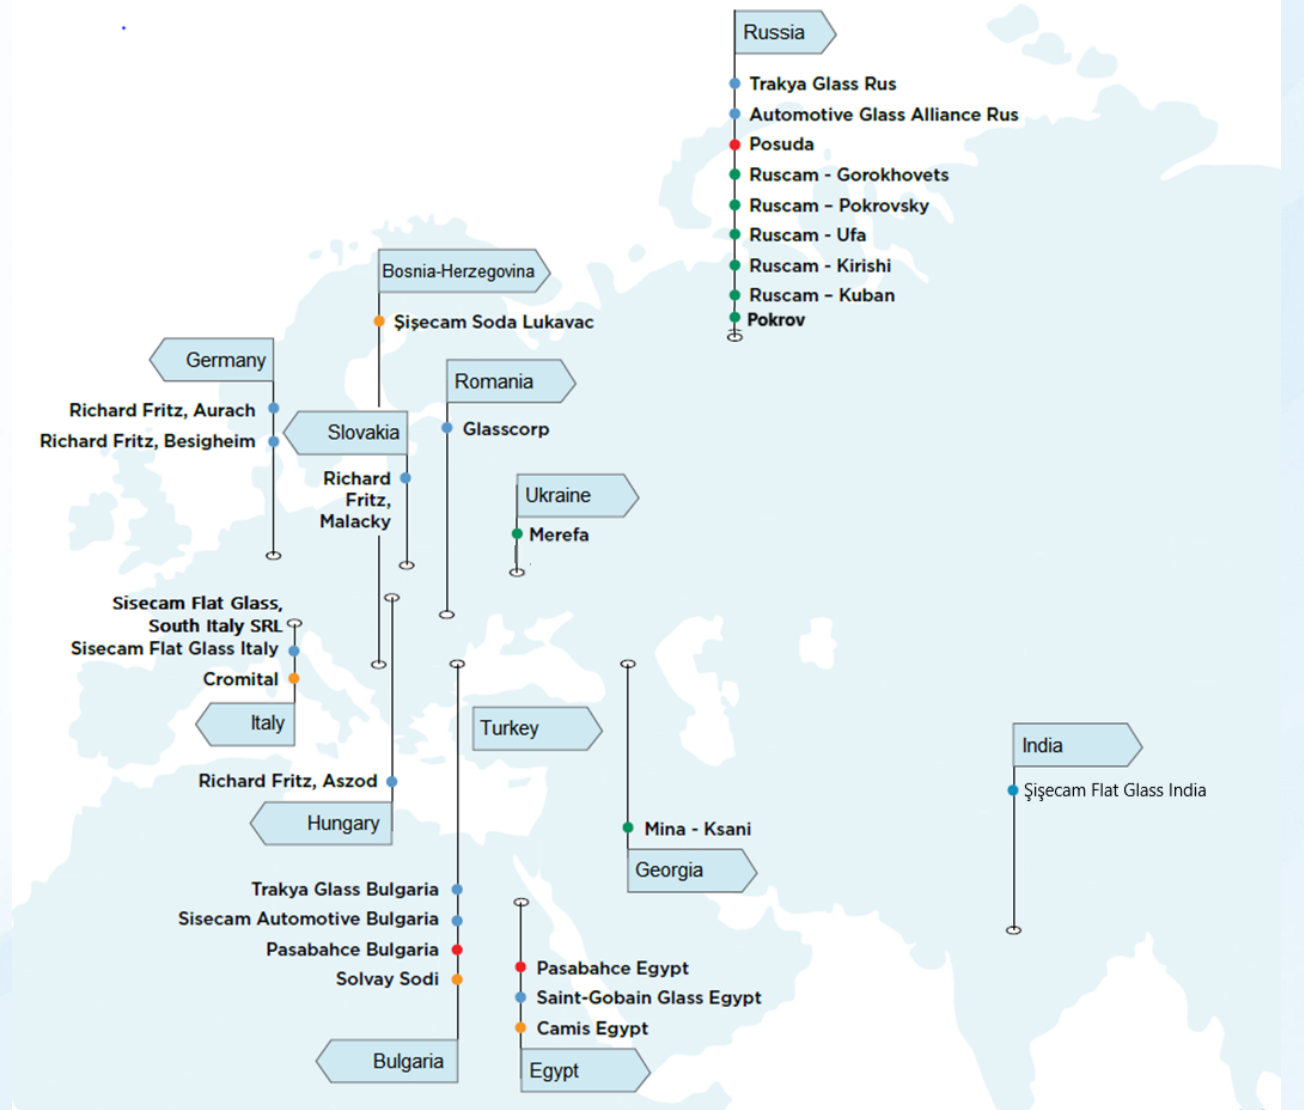 Russia
Trakya Glass Rus
Automotive Glass Alliance Rus
Posuda
Ruscam - Gorokhovets
Ruscam – Pokrovsky
Ruscam - Ufa
Ruscam - Kirishi
Ruscam – Kuban
Pokrov
Bosnia-Herzegovina
Şişecam Soda Lukavac
Germany
Richard Fritz, Aurach
Richard Fritz, Besigheim
Romania
Glasscorp
Slovakia
Richard
Fritz,
Malacky
Ukraine
Merefa
Sisecam Flat Glass,
South Italy SRL
Sisecam Flat Glass Italy
Cromital
Italy
Turkey
India
Şişecam Flat Glass India
Richard Fritz, Aszod
Hungary
Mina - Ksani
Georgia
Trakya Glass Bulgaria
Sisecam Automotive Bulgaria
Pasabahce Bulgaria
Solvay Sodi
Bulgaria
Pasabahce Egypt
Saint-Gobain Glass Egypt
Camis Egypt
Egypt